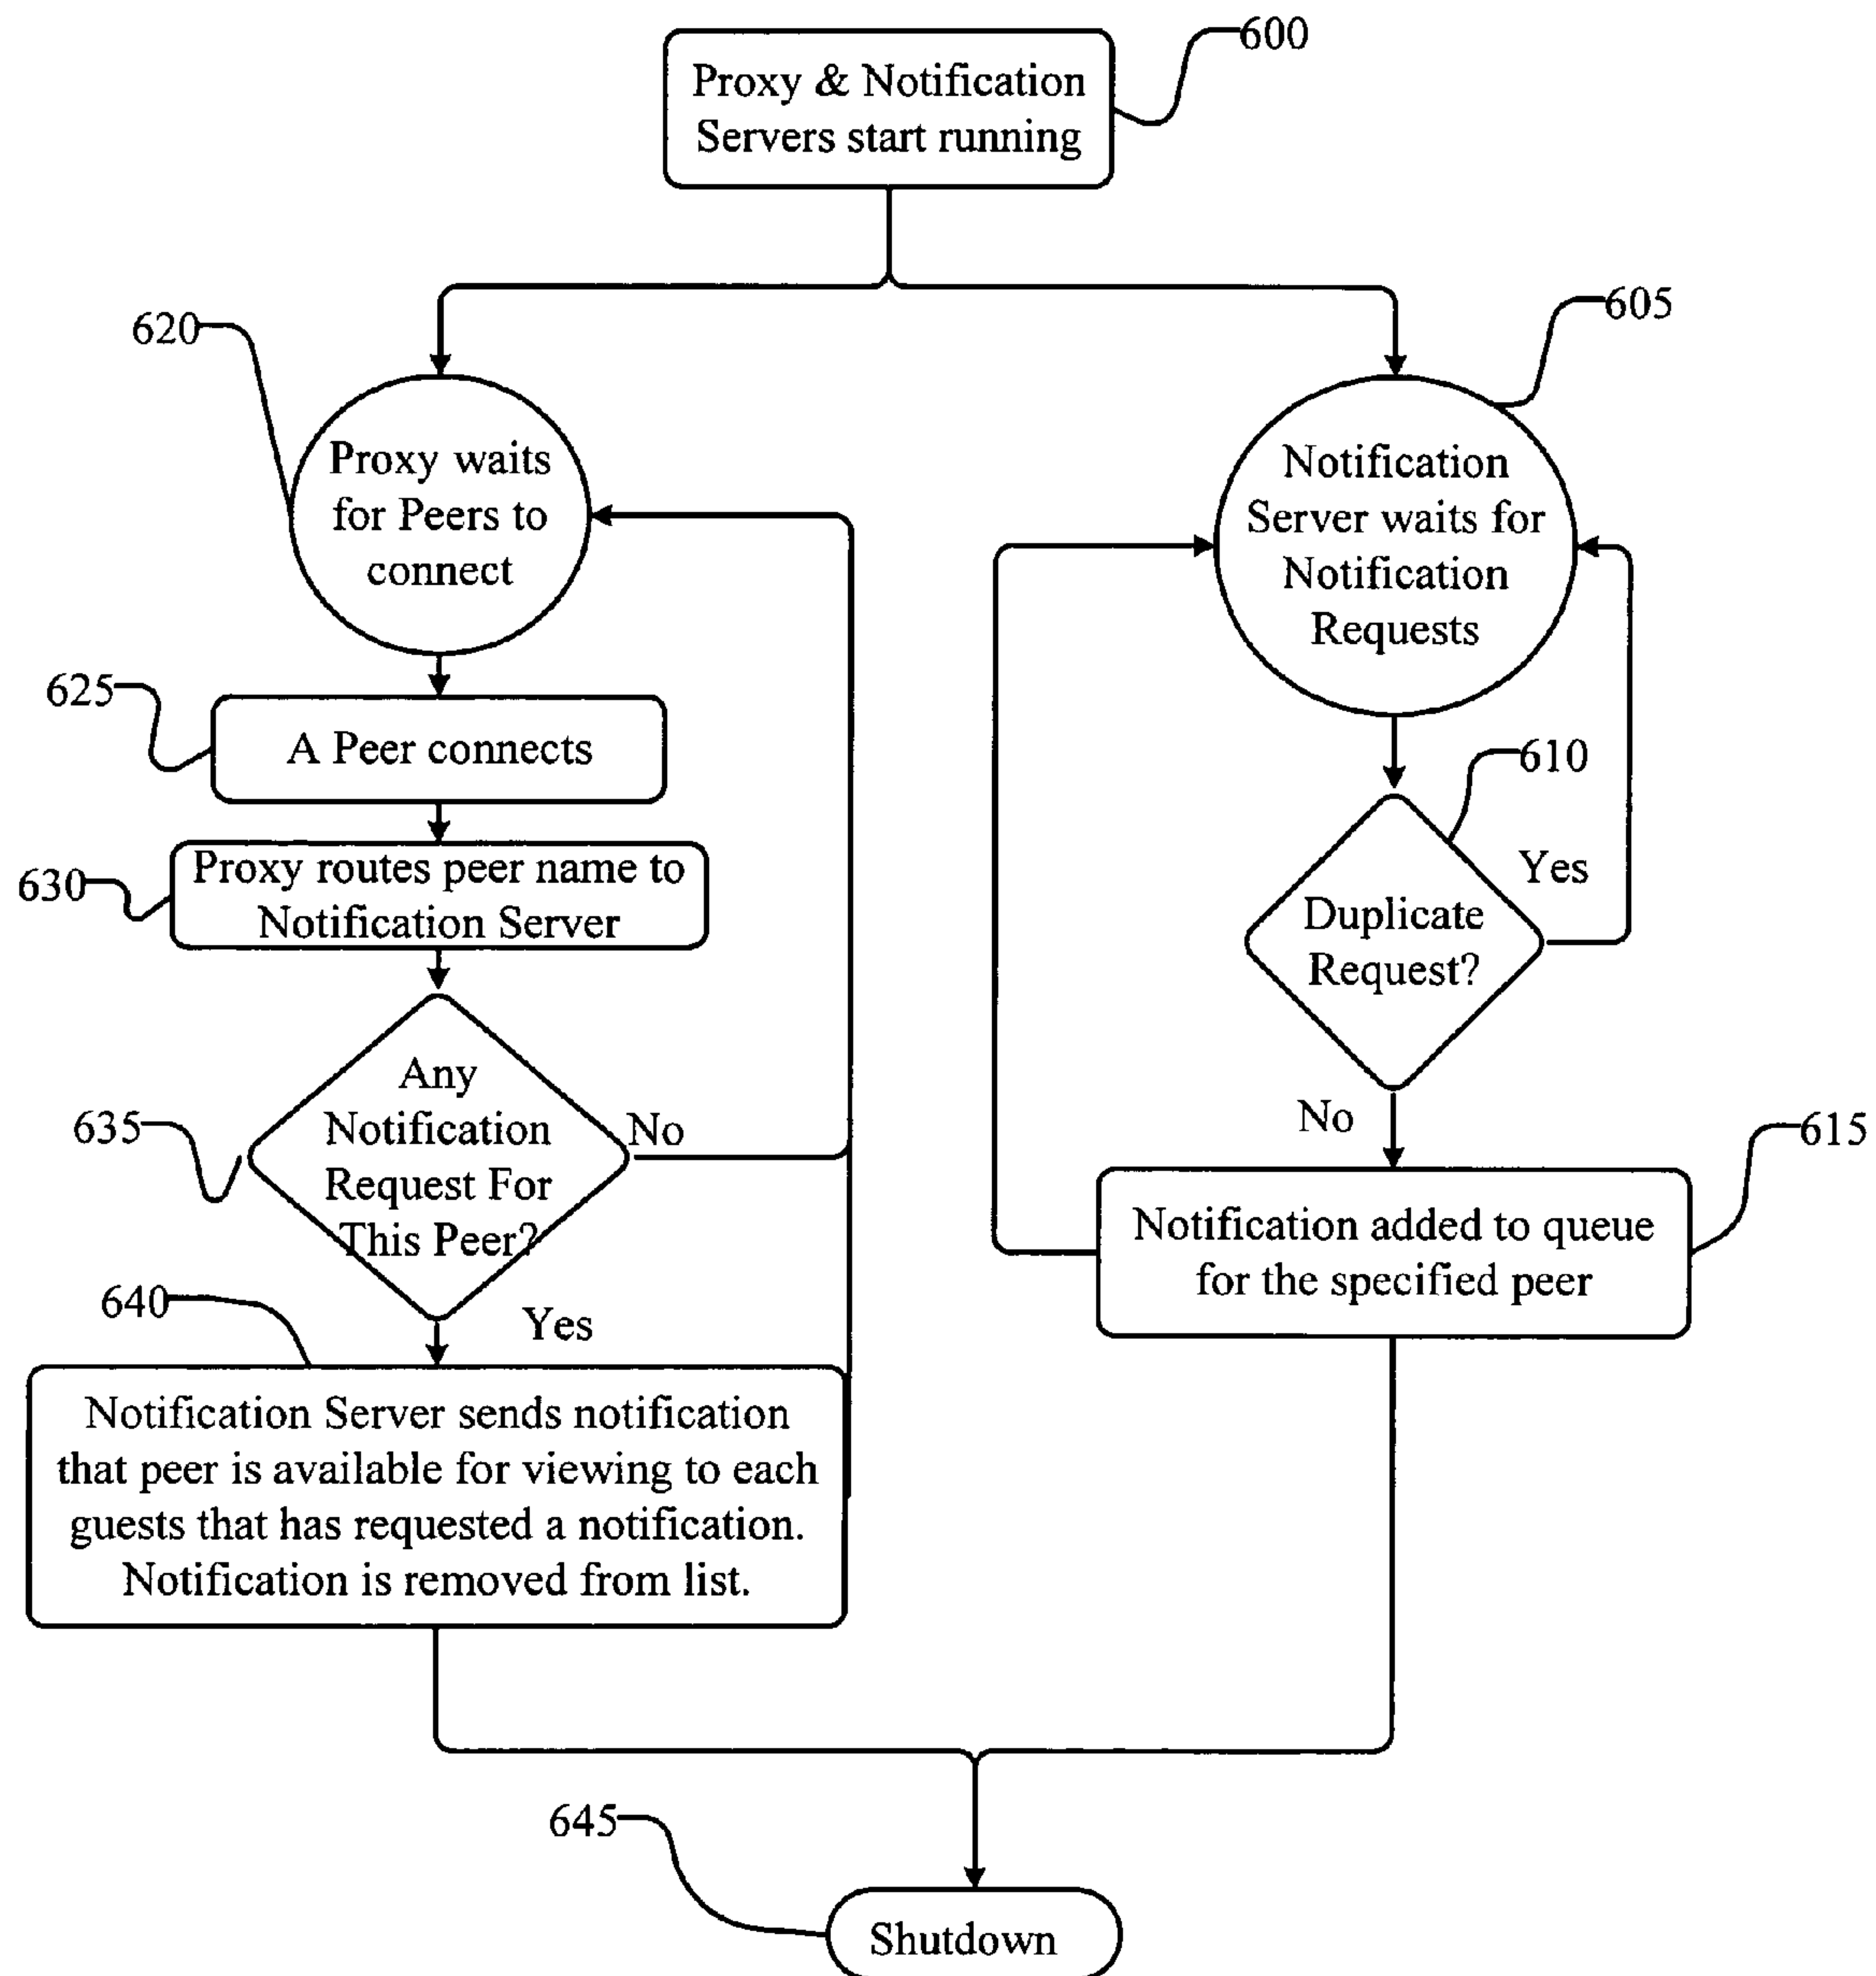 600
Proxy & Notification
Servers start running
620
605
Proxy waits
for Peers to
connect
Notification
Server waits for
Notification
Requests
625
A Peer connects
610
Yes
630
Proxy routes peer name to
Notification Server
Duplicate
Request?
635
Any
Notification
Request For
This Peer?
No
No
615
Notification added to queue
for the specified peer
640
Yes
Notification Server sends notification
that peer is available for viewing to each
guests that has requested a notification.
Notification is removed from list.
645
Shutdown